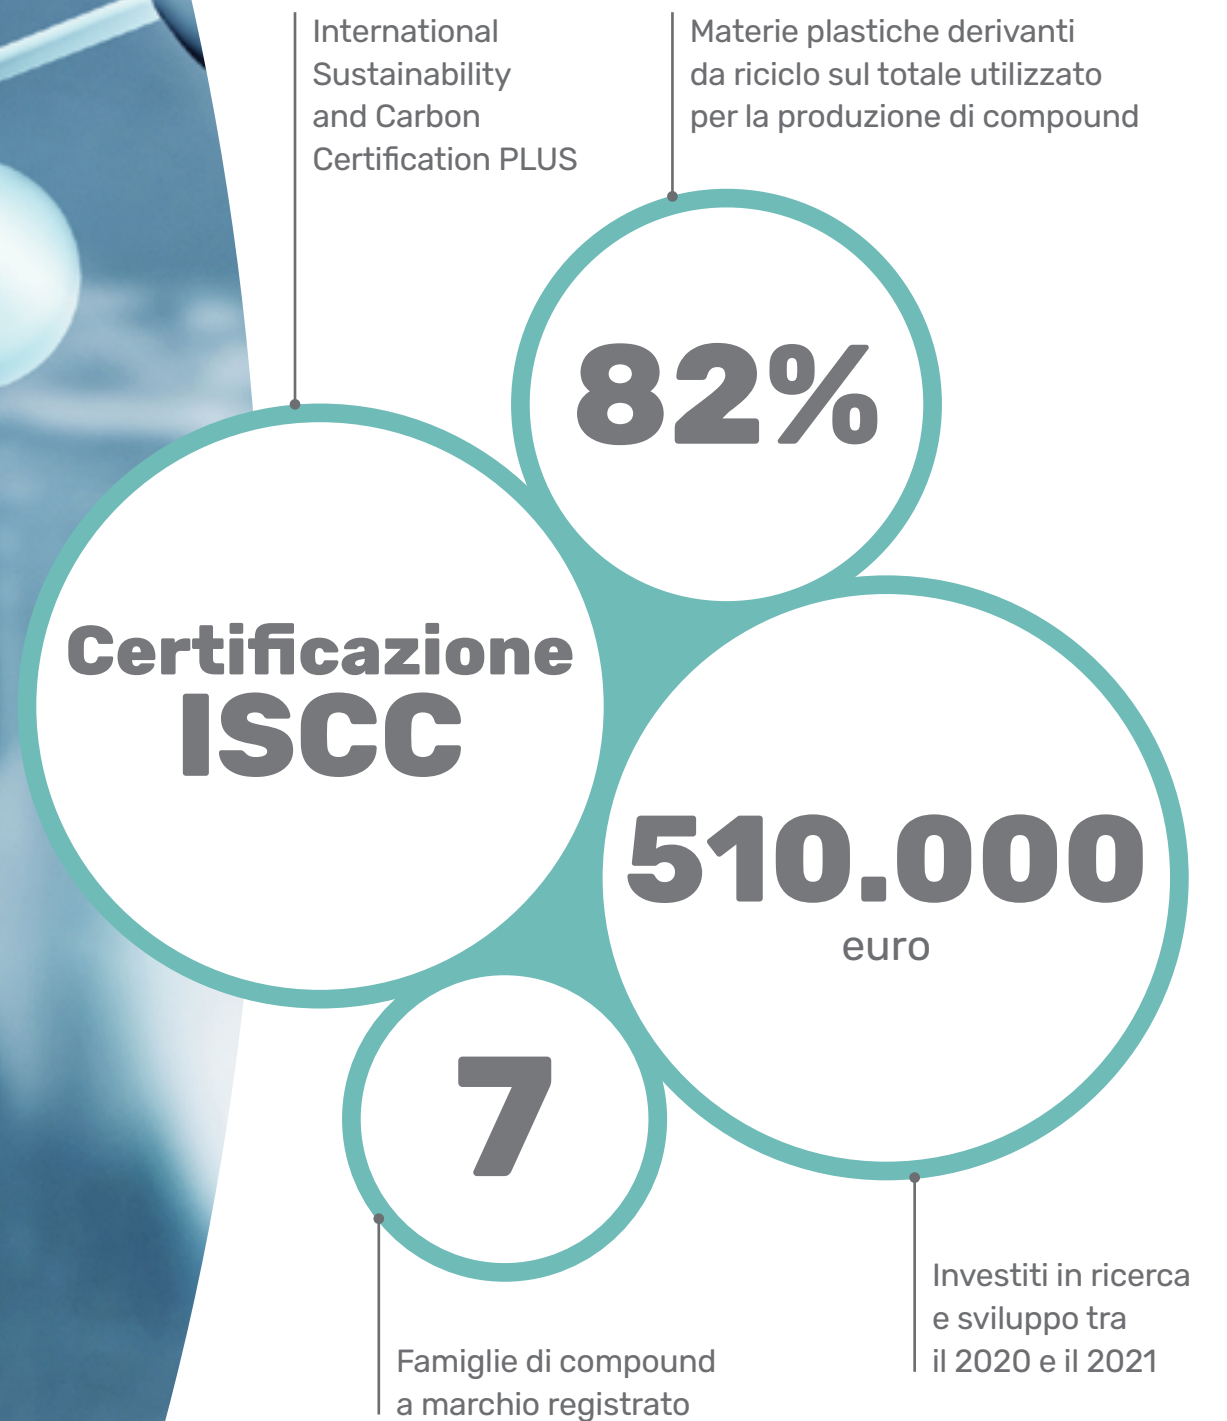 International
Sustainability
and Carbon
Certification PLUS
Materie plastiche derivanti
da riciclo sul totale utilizzato
per la produzione di compound
82%
Certificazione
ISCC
510.000
euro
7
Investiti in ricerca
e sviluppo tra
il 2020 e il 2021
Famiglie di compound
a marchio registrato